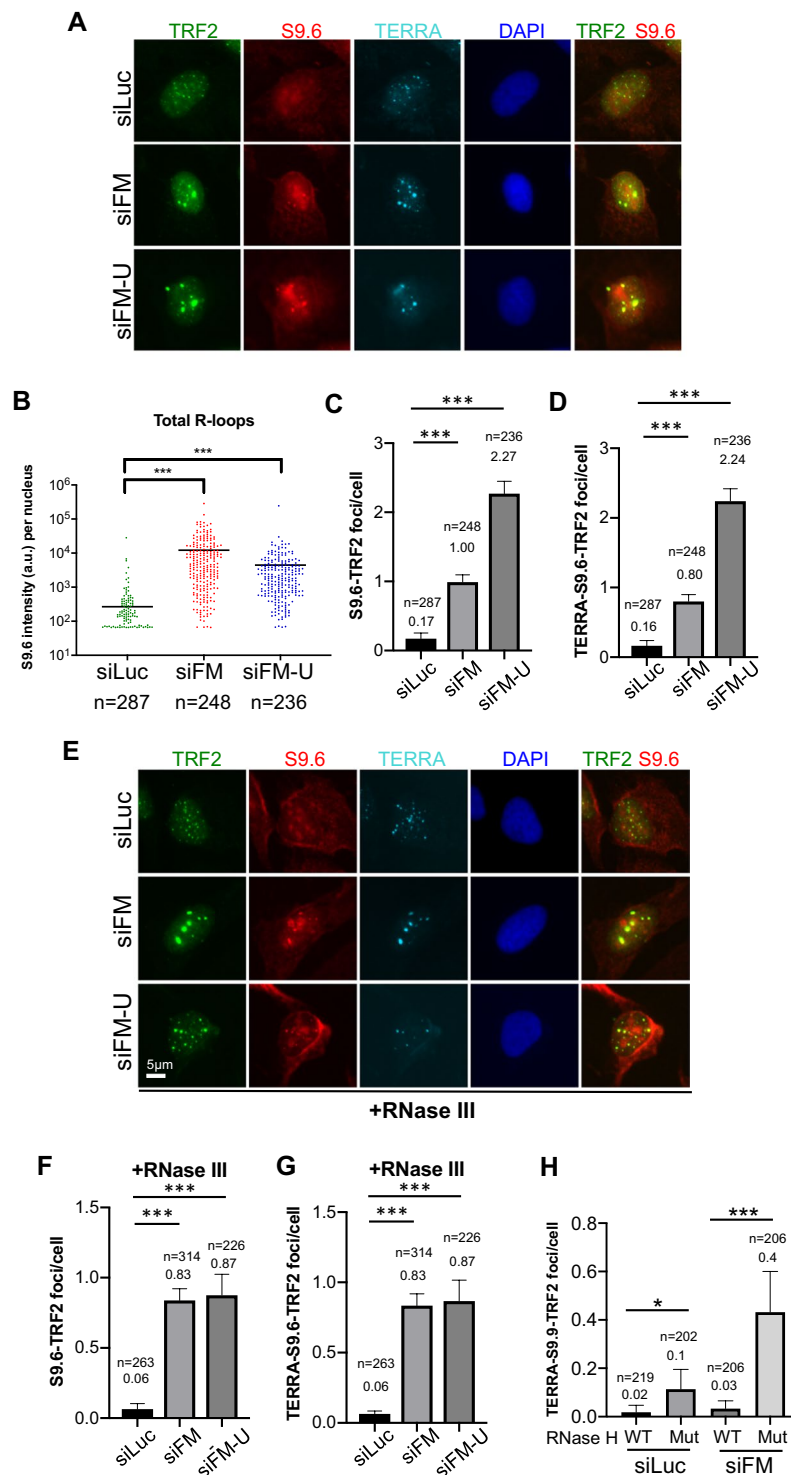 A
TRF2 S9.6 TERRA DAPI TRF2 S9.6
siLuc
siFM
siFM-U
B
Total R-loops
S9.6 intensity (a.u.) per nucleus
10⁶
10⁵
10⁴
10³
10²
10¹
***
***
siLuc siFM siFM-U
n=287 n=248 n=236
C
S9.6-TRF2 foci/cell
3
2
1
0
***
***
n=287
0.17
n=248
1.00
n=236
2.27
siLuc
siFM
siFM-U
D
TERRA-S9.6-TRF2 foci/cell
3
2
1
0
***
***
n=287
0.16
n=248
0.80
n=236
2.24
siLuc
siFM
siFM-U
E
TRF2 S9.6 TERRA DAPI TRF2 S9.6
siLuc
siFM
siFM-U
5µm
+RNase III
F
+RNase III
S9.6-TRF2 foci/cell
1.5
1.0
0.5
0.0
***
***
n=263
0.06
n=314
0.83
n=226
0.87
siLuc
siFM
siFM-U
G
+RNase III
TERRA-S9.6-TRF2 foci/cell
1.5
1.0
0.5
0.0
***
***
n=263
0.06
n=314
0.83
n=226
0.87
siLuc
siFM
siFM-U
H
TERRA-S9.9-TRF2 foci/cell
0.8
0.6
0.4
0.2
0.0
*
***
n=219
0.02
n=202
0.1
n=206
0.03
n=206
0.4
RNase H WT Mut WT Mut
siLuc siFM